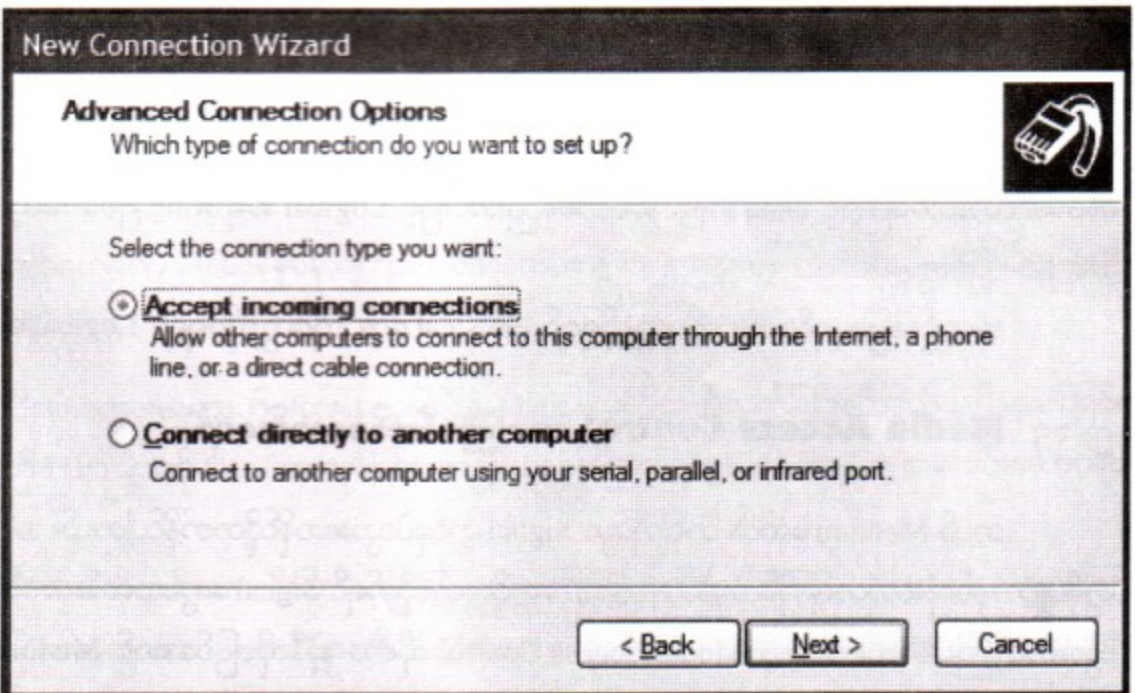 New Connection Wizard
Advanced Connection Options
Which type of connection do you want to set up?
Select the connection type you want:
Accept incoming connections
Allow other computers to connect to this computer through the Internet, a phone
line, or a direct cable connection.
Connect directly to another computer
Connect to another computer using your serial, parallel, or infrared port.
< Back
Next >
Cancel